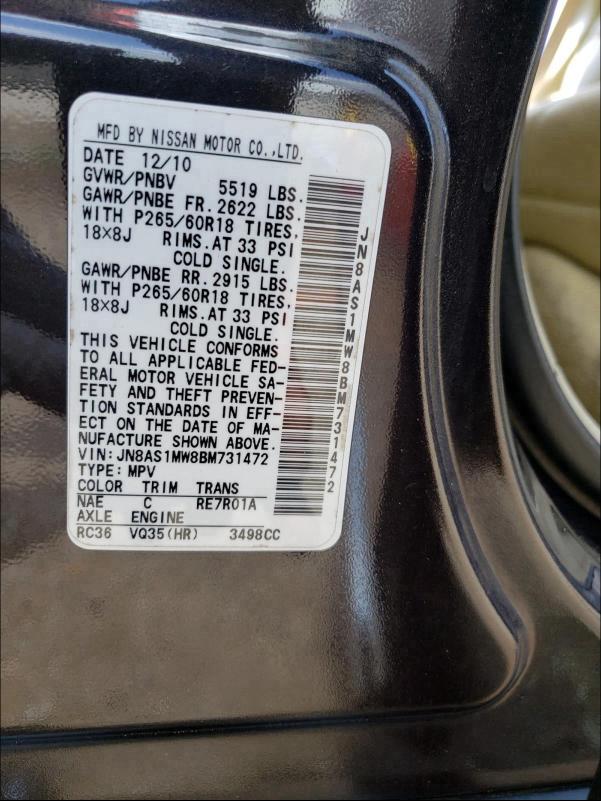 MFD BY NISSAN MOTOR CO.,LTD.
DATE 12/10
GVWR/PNBV 5519 LBS.
GAWR/PNBE FR. 2622 LBS.
WITH P265/60R18 TIRES,
18×8J RIMS.AT 33 PSI
COLD SINGLE.
GAWR/PNBE RR. 2915 LBS.
WITH P265/60R18 TIRES,
18×8J RIMS.AT 33 PSI
COLD SINGLE.
THIS VEHICLE CONFORMS
TO ALL APPLICABLE FED-
ERAL MOTOR VEHICLE SA-
FETY AND THEFT PREVEN-
TION STANDARDS IN EFF-
ECT ON THE DATE OF MA-
NUFACTURE SHOWN ABOVE.
VIN:JN8AS1MW8BM731472
TYPE:MPV
COLOR TRIM TRANS
NAE C RE7R01A
AXLE ENGINE
RC36 VQ35(HR) 3498CC
JN8AS1MW8BM731472